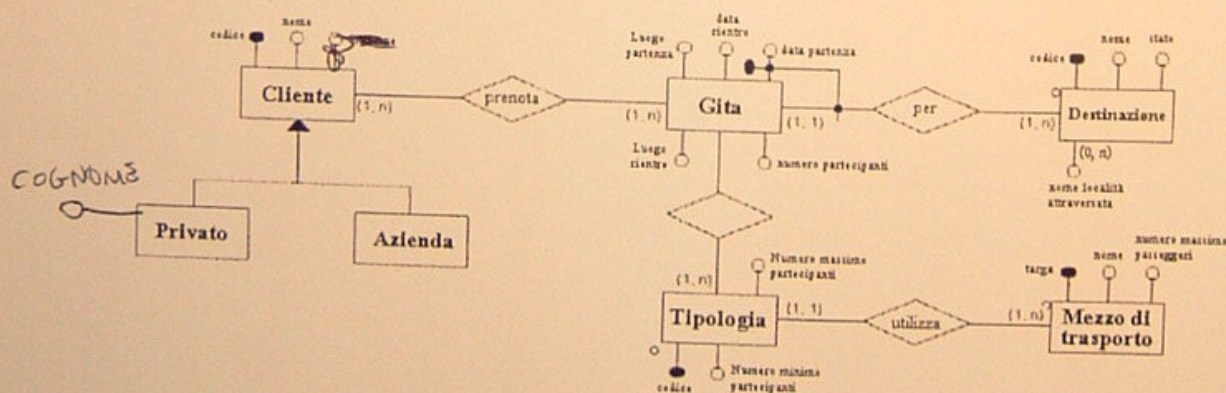 codice
nome
Cliente
(1, n)
prenota
(1, n)
Luogo
partenza
data
rientro
data partenza
Gita
(1, 1)
Luogo
rientro
numero partecipanti
per
(1, n)
codice
nome
stato
Destinazione
(0, n)
nome località
attraversata
COGNOME
Privato
Azienda
(1, n)
Numero massimo
partecipanti
Tipologia
(1, 1)
codice
Numero minimo
partecipanti
utilizza
(1, n)
targa
nome
numero massimo
passeggeri
Mezzo di
trasporto